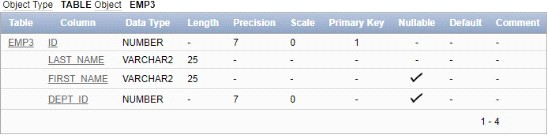 Object Type TABLE Object EMP3
Table Column Data Type Length Precision Scale Primary Key Nullable Default Comment
EMP3 ID NUMBER - 7 0 1 - - -
LAST_NAME VARCHAR2 25 - - - - - -
FIRST_NAME VARCHAR2 25 - - - ✓ - -
DEPT_ID NUMBER - 7 0 - ✓ - -
1 - 4